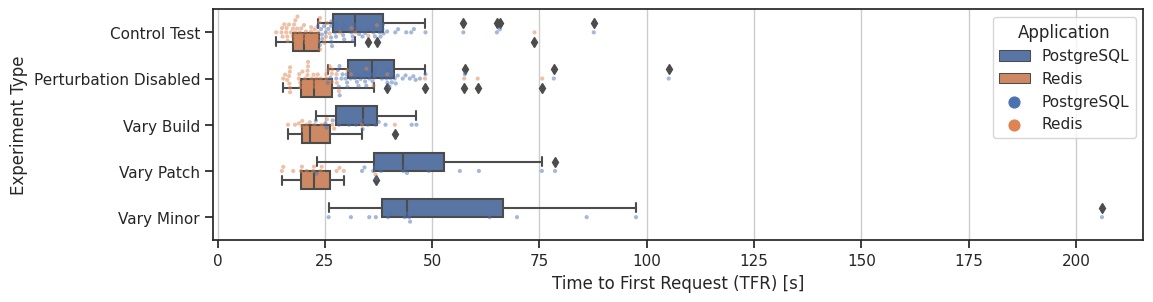 Experiment Type
Control Test
Perturbation Disabled
Vary Build
Vary Patch
Vary Minor
Application
PostgreSQL
Redis
PostgreSQL
Redis
0 25 50 75 100 125 150 175 200
Time to First Request (TFR) [s]